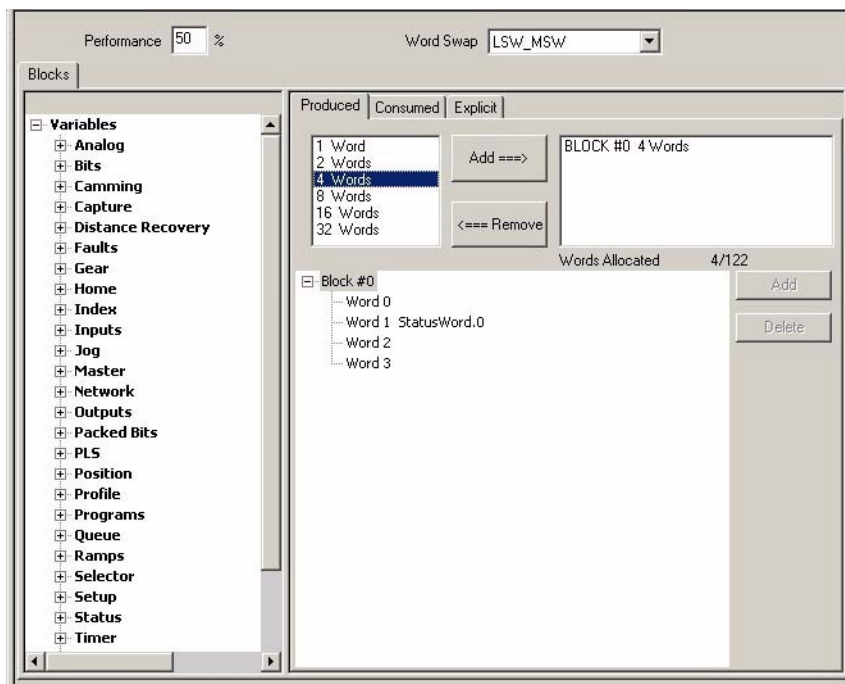 Performance 50 % Word Swap LSW_MSW
Blocks
Variables
Analog
Bits
Camming
Capture
Distance Recovery
Faults
Gear
Home
Index
Inputs
Jog
Master
Network
Outputs
Packed Bits
PLS
Position
Profile
Programs
Queue
Ramps
Selector
Setup
Status
Timer
Produced Consumed Explicit
1 Word
2 Words
4 Words
8 Words
16 Words
32 Words
Add ===>
<=== Remove
BLOCK #0 4 Words
Words Allocated 4/122
Block #0
Word 0
Word 1 StatusWord.0
Word 2
Word 3
Add
Delete